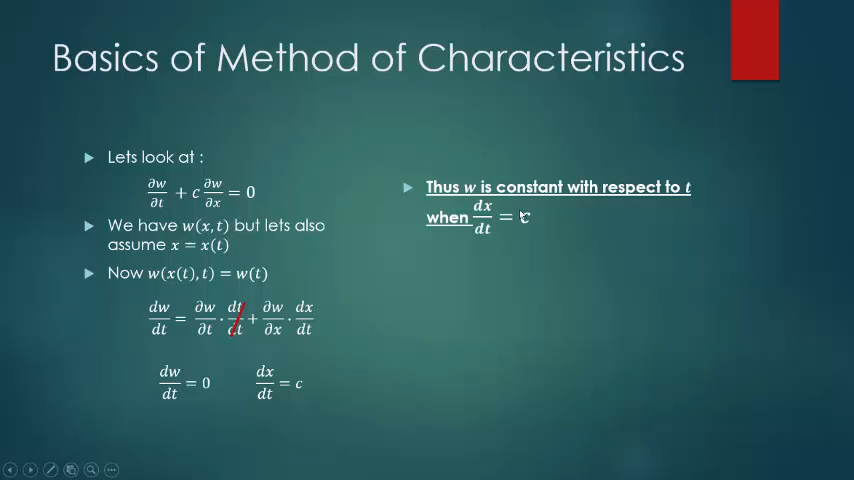 Basics of Method of Characteristics
Lets look at :
∂w/∂t + c ∂w/∂x = 0
We have w(x, t) but lets also
assume x = x(t)
Now w(x(t), t) = w(t)
dw/dt = ∂w/∂t · dt/dt + ∂w/∂x · dx/dt
dw/dt = 0 dx/dt = c
Thus w is constant with respect to t
when dx/dt = c